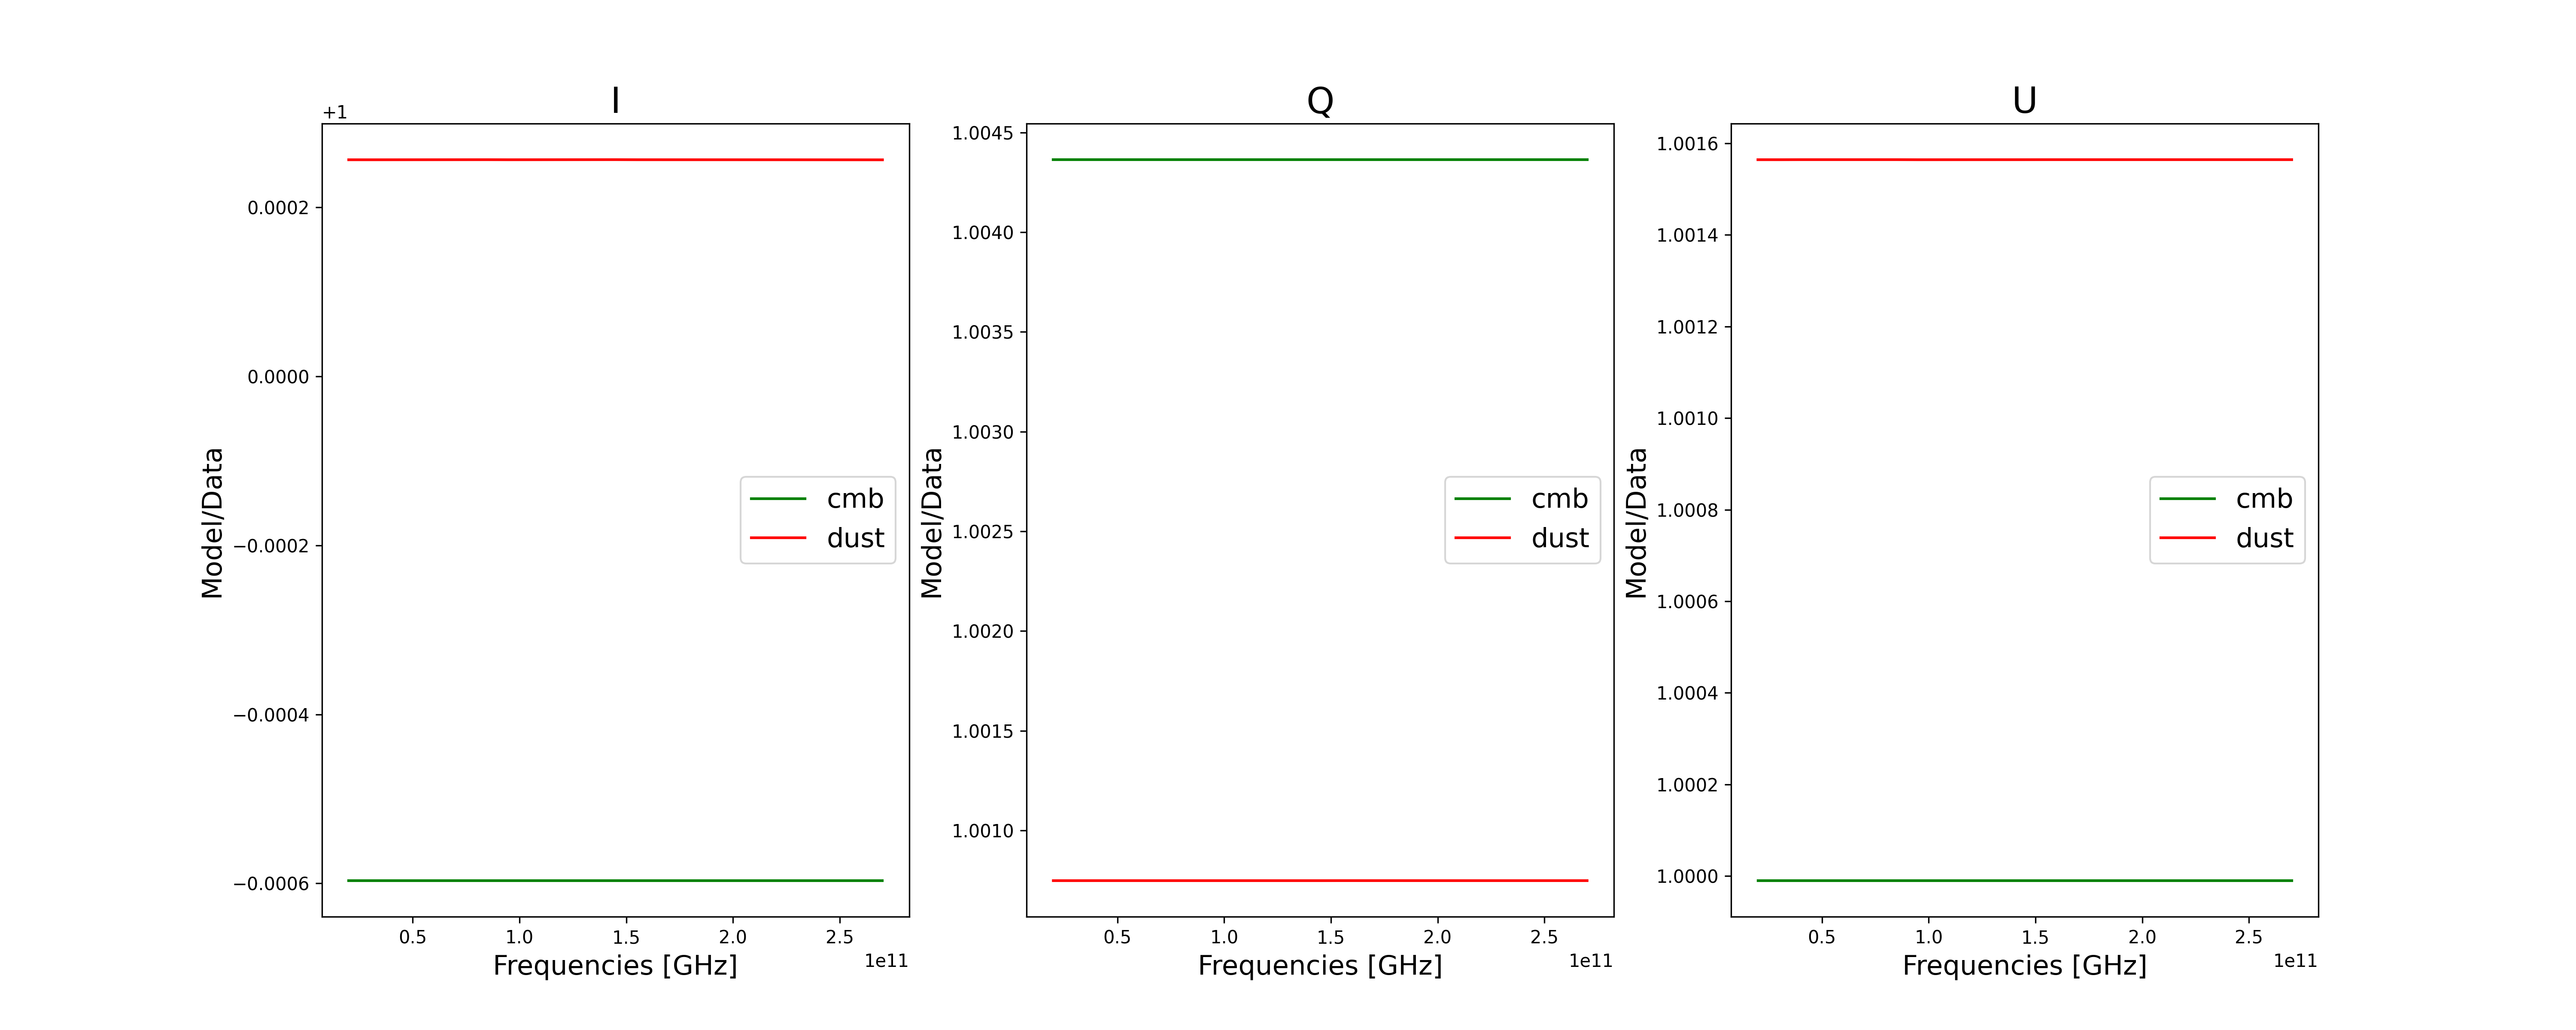 I
+1
0.0002
0.0000
−0.0002
−0.0004
−0.0006
Model/Data
cmb
dust
0.5 1.0 1.5 2.0 2.5
1e11
Frequencies [GHz]
Q
1.0045
1.0040
1.0035
1.0030
1.0025
1.0020
1.0015
1.0010
Model/Data
cmb
dust
0.5 1.0 1.5 2.0 2.5
1e11
Frequencies [GHz]
U
1.0016
1.0014
1.0012
1.0010
1.0008
1.0006
1.0004
1.0002
1.0000
Model/Data
cmb
dust
0.5 1.0 1.5 2.0 2.5
1e11
Frequencies [GHz]